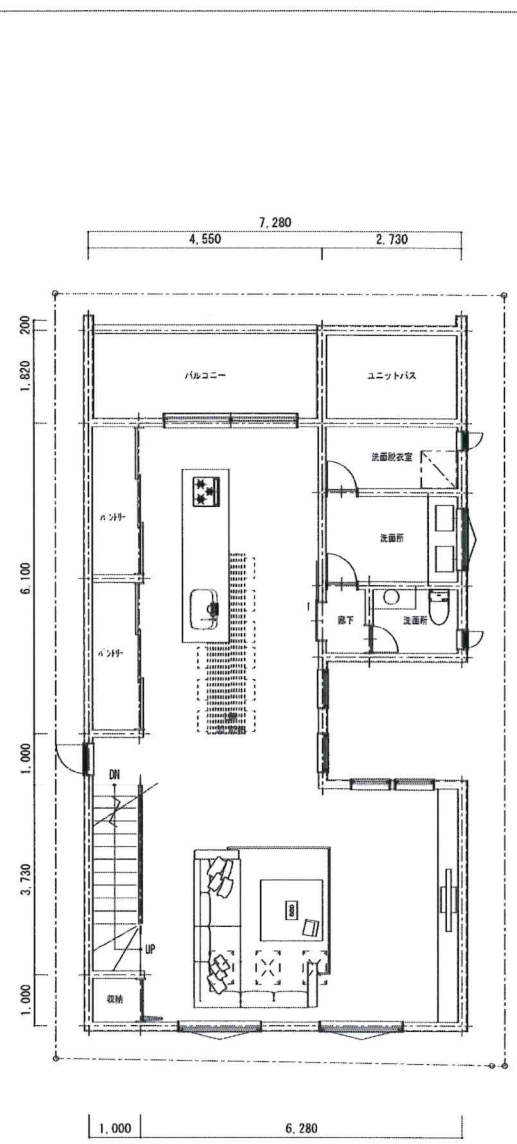 7,280
4,550
2,730
200
1,820
バルコニー
ユニットバス
洗面脱衣室
パントリー
洗面所
6,100
廊下
洗面所
パントリー
1,000
DN
3,730
UP
収納
1,000
1,000
6,280